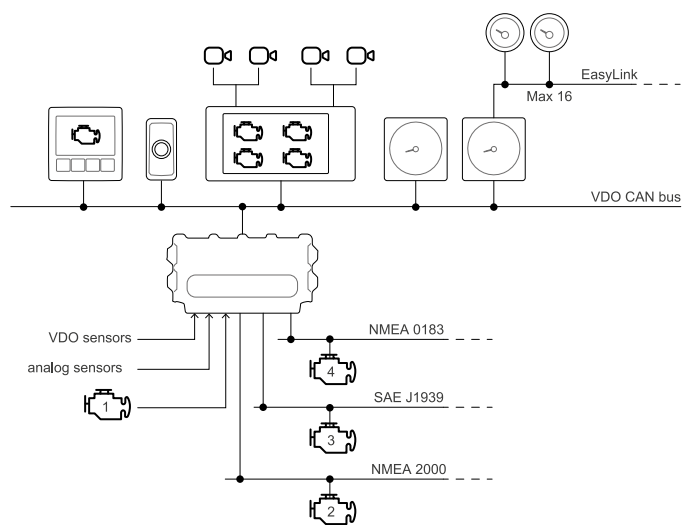 EasyLink
Max 16
VDO CAN bus
VDO sensors
analog sensors
1
NMEA 0183
4
SAE J1939
3
NMEA 2000
2